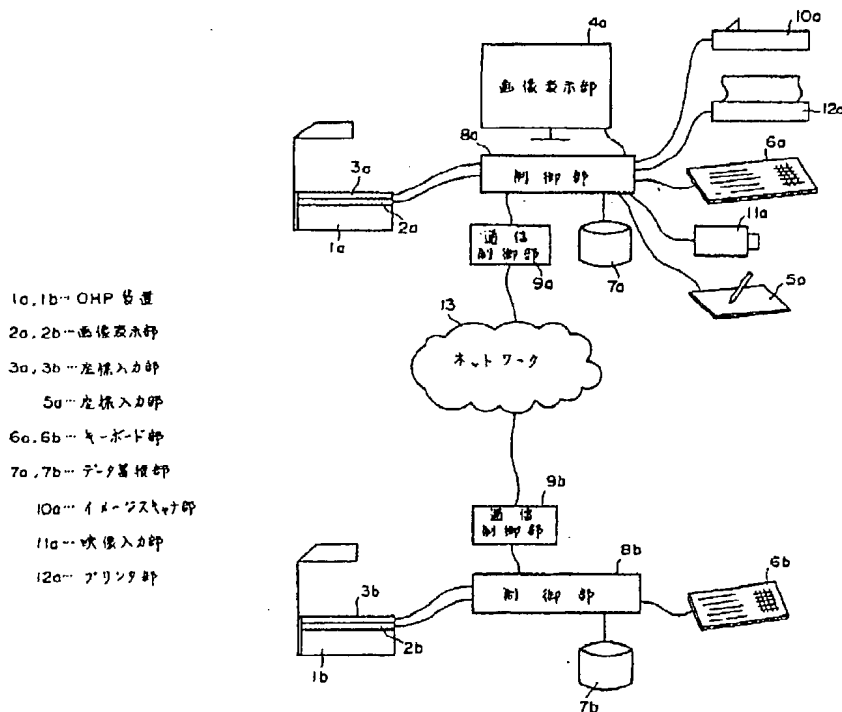 10a
4a
画像表示部
12a
8a
6a
制御部
3a
11a
2a
1a
通信
制御部
9a
7a
5a
13
1a,1b… OHP 装置
2a,2b… 画像表示部
ネットワーク
3a,3b… 座標入力部
5a… 座標入力部
6a,6b… キーボード部
7a,7b… データ蓄積部
10a… イメージスキャナ部
9b
通信
制御部
11a… 映像入力部
8b
12a… プリンタ部
6b
3b
制御部
2b
1b
7b